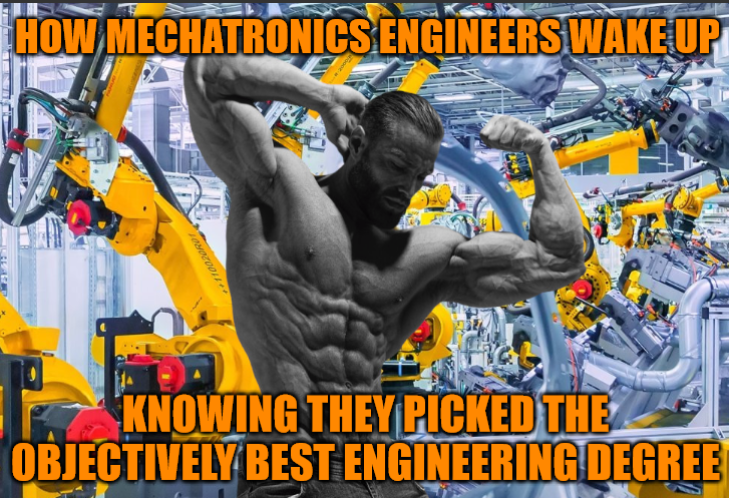 HOW MECHATRONICS ENGINEERS WAKE UP
KNOWING THEY PICKED THE
OBJECTIVELY BEST ENGINEERING DEGREE